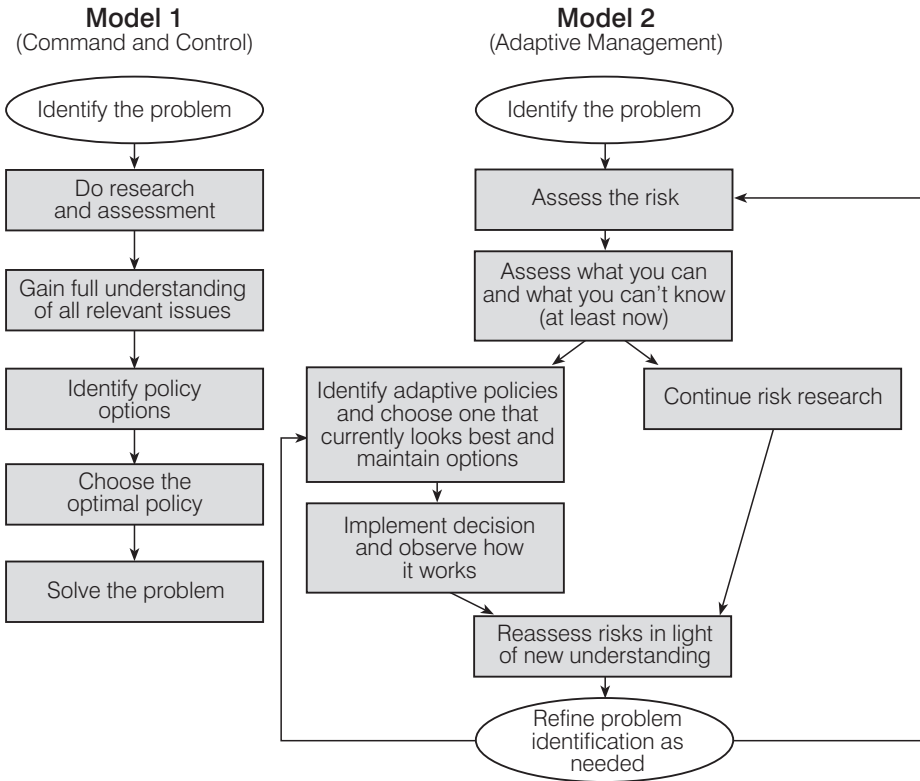 Model 1
(Command and Control)
Identify the problem
Do research
and assessment
Gain full understanding
of all relevant issues
Identify policy
options
Choose the
optimal policy
Solve the problem
Model 2
(Adaptive Management)
Identify the problem
Assess the risk
Assess what you can
and what you can't know
(at least now)
Identify adaptive policies
and choose one that
currently looks best and
maintain options
Continue risk research
Implement decision
and observe how
it works
Reassess risks in light
of new understanding
Refine problem
identification as
needed